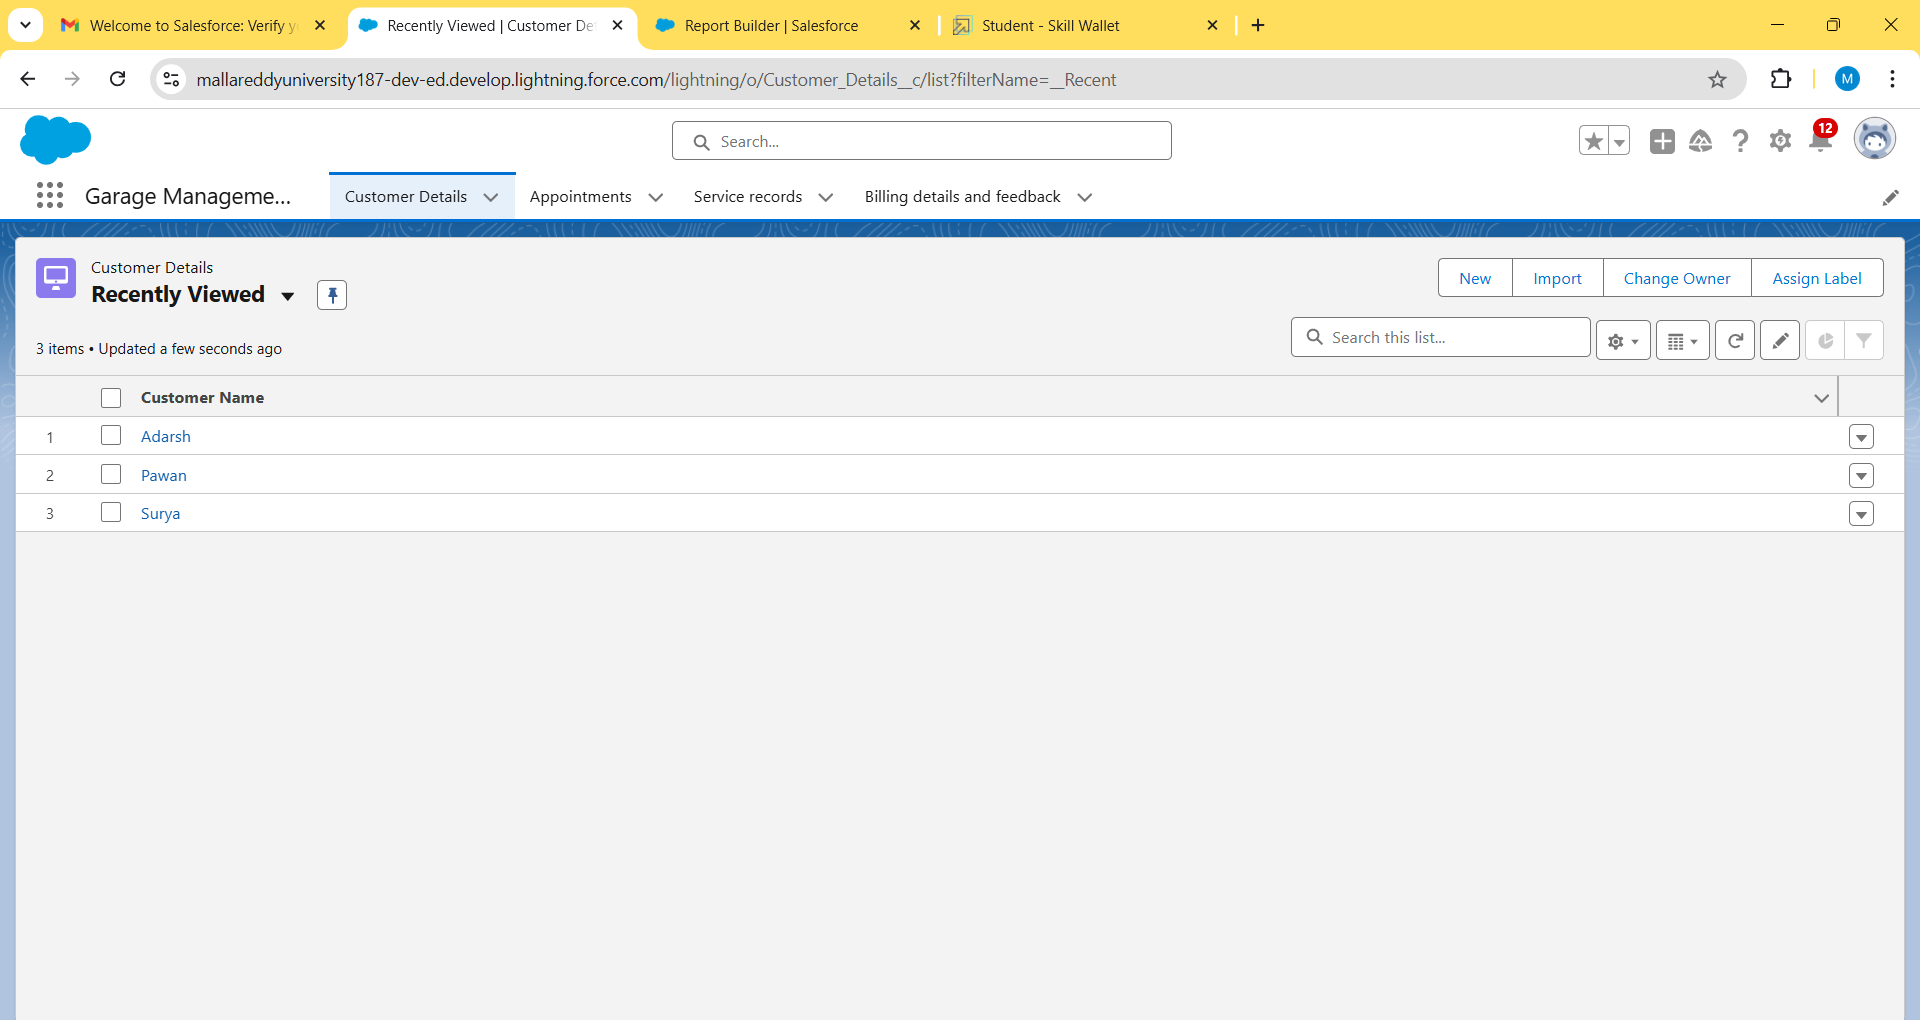 Welcome to Salesforce: Verify y
Recently Viewed | Customer De
Report Builder | Salesforce
Student - Skill Wallet
mallareddyuniversity187-dev-ed.develop.lightning.force.com/lightning/o/Customer_Details__c/list?filterName=__Recent
M
Search...
12
Garage Manageme...
Customer Details
Appointments
Service records
Billing details and feedback
Customer Details
Recently Viewed
New
Import
Change Owner
Assign Label
3 items • Updated a few seconds ago
Search this list...
Customer Name
1 Adarsh
2 Pawan
3 Surya